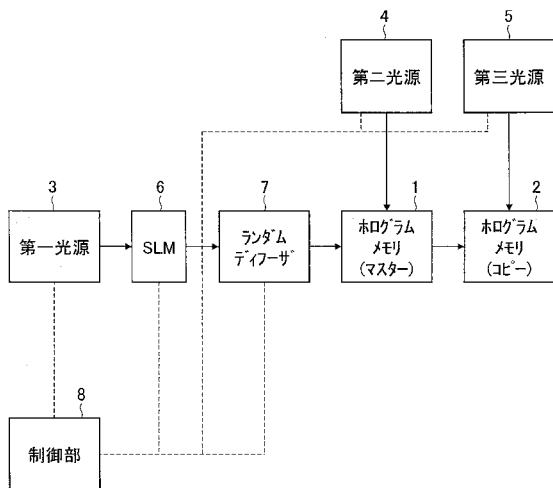 4
第二光源
5
第三光源
3
第一光源
6
SLM
7
ランダム
ディフーザ
1
ホログラム
メモリ
(マスター)
2
ホログラム
メモリ
(コピー)
8
制御部